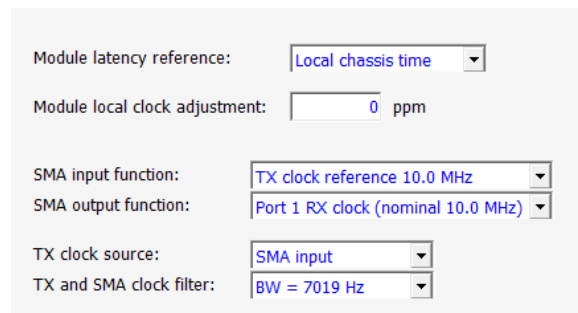 Module latency reference: Local chassis time
Module local clock adjustment: 0 ppm
SMA input function: TX clock reference 10.0 MHz
SMA output function: Port 1 RX clock (nominal 10.0 MHz)
TX clock source: SMA input
TX and SMA clock filter: BW = 7019 Hz